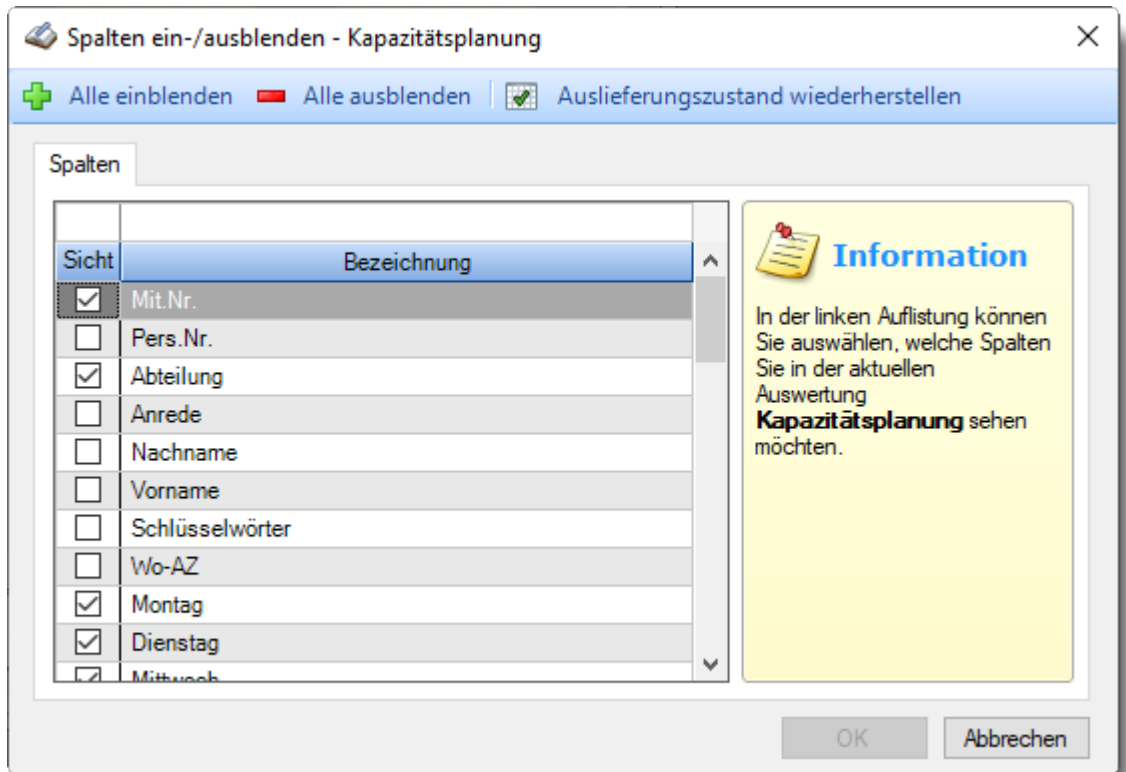 Spalten ein-/ausblenden - Kapazitätsplanung
Alle einblenden Alle ausblenden Auslieferungszustand wiederherstellen
Spalten
Sicht Bezeichnung
Mit.Nr.
Pers.Nr.
Abteilung
Anrede
Nachname
Vorname
Schlüsselwörter
Wo-AZ
Montag
Dienstag
Mittwoch
Information
In der linken Auflistung können
Sie auswählen, welche Spalten
Sie in der aktuellen
Auswertung
Kapazitätsplanung sehen
möchten.
OK Abbrechen